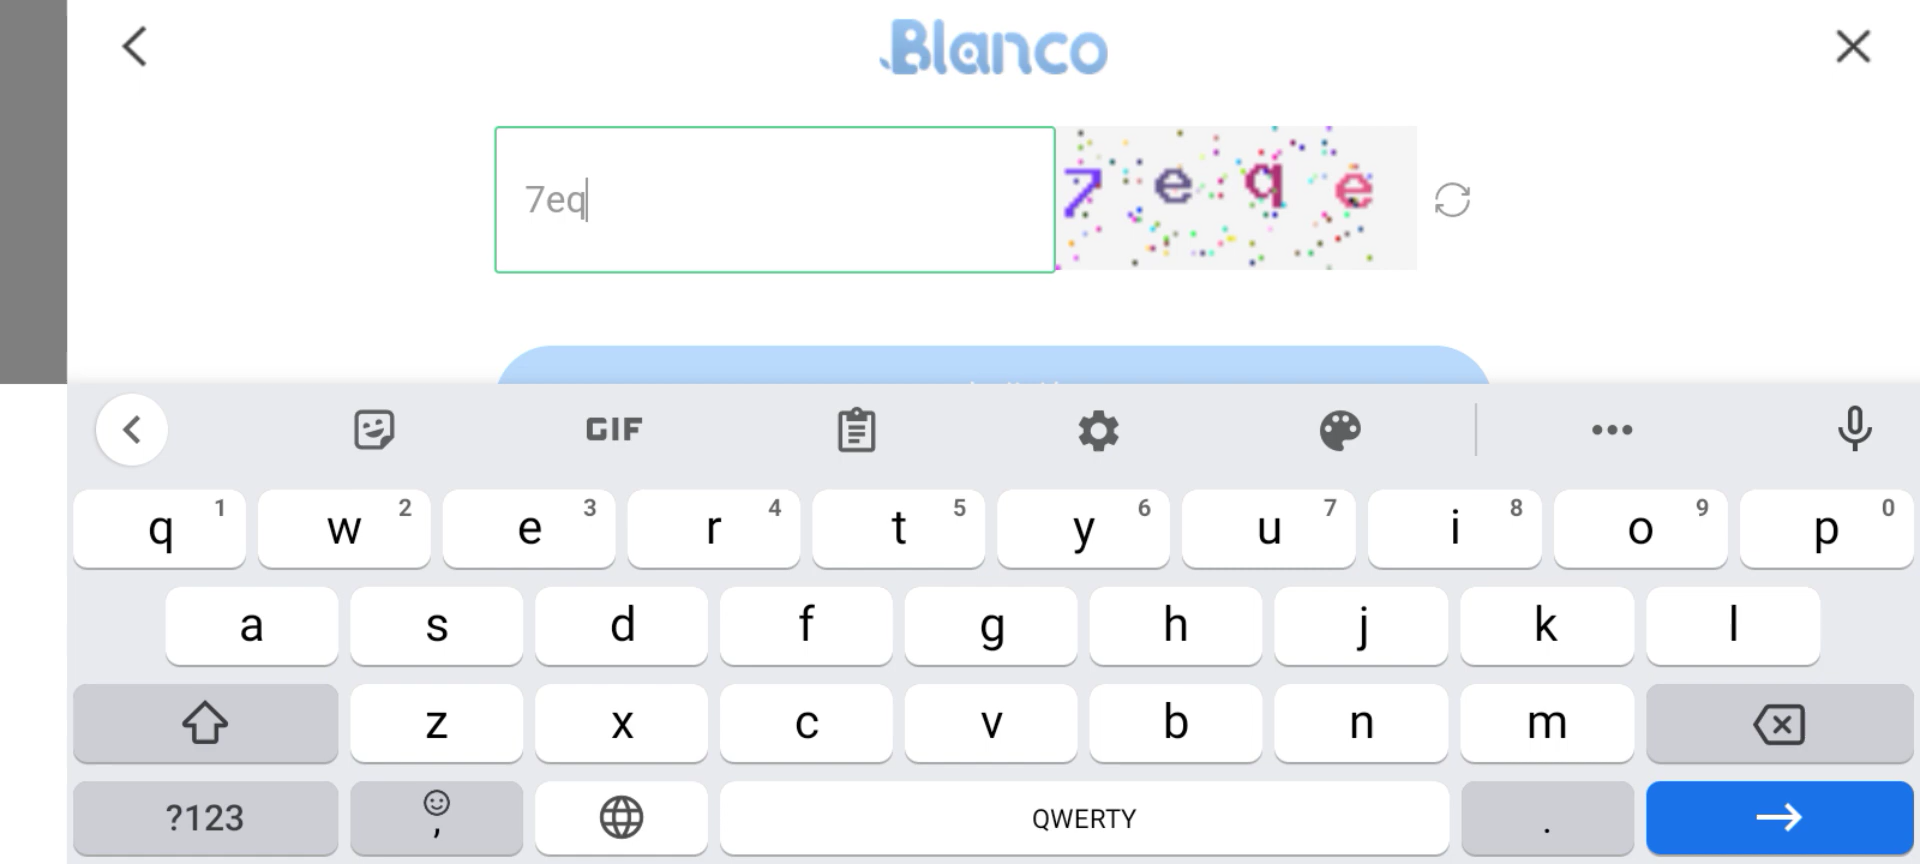 Blanco
7eq
7 e q e
GIF
q 1 w 2 e 3 r 4 t 5 y 6 u 7 i 8 o 9 p 0
a s d f g h j k l
z x c v b n m
?123 , QWERTY .